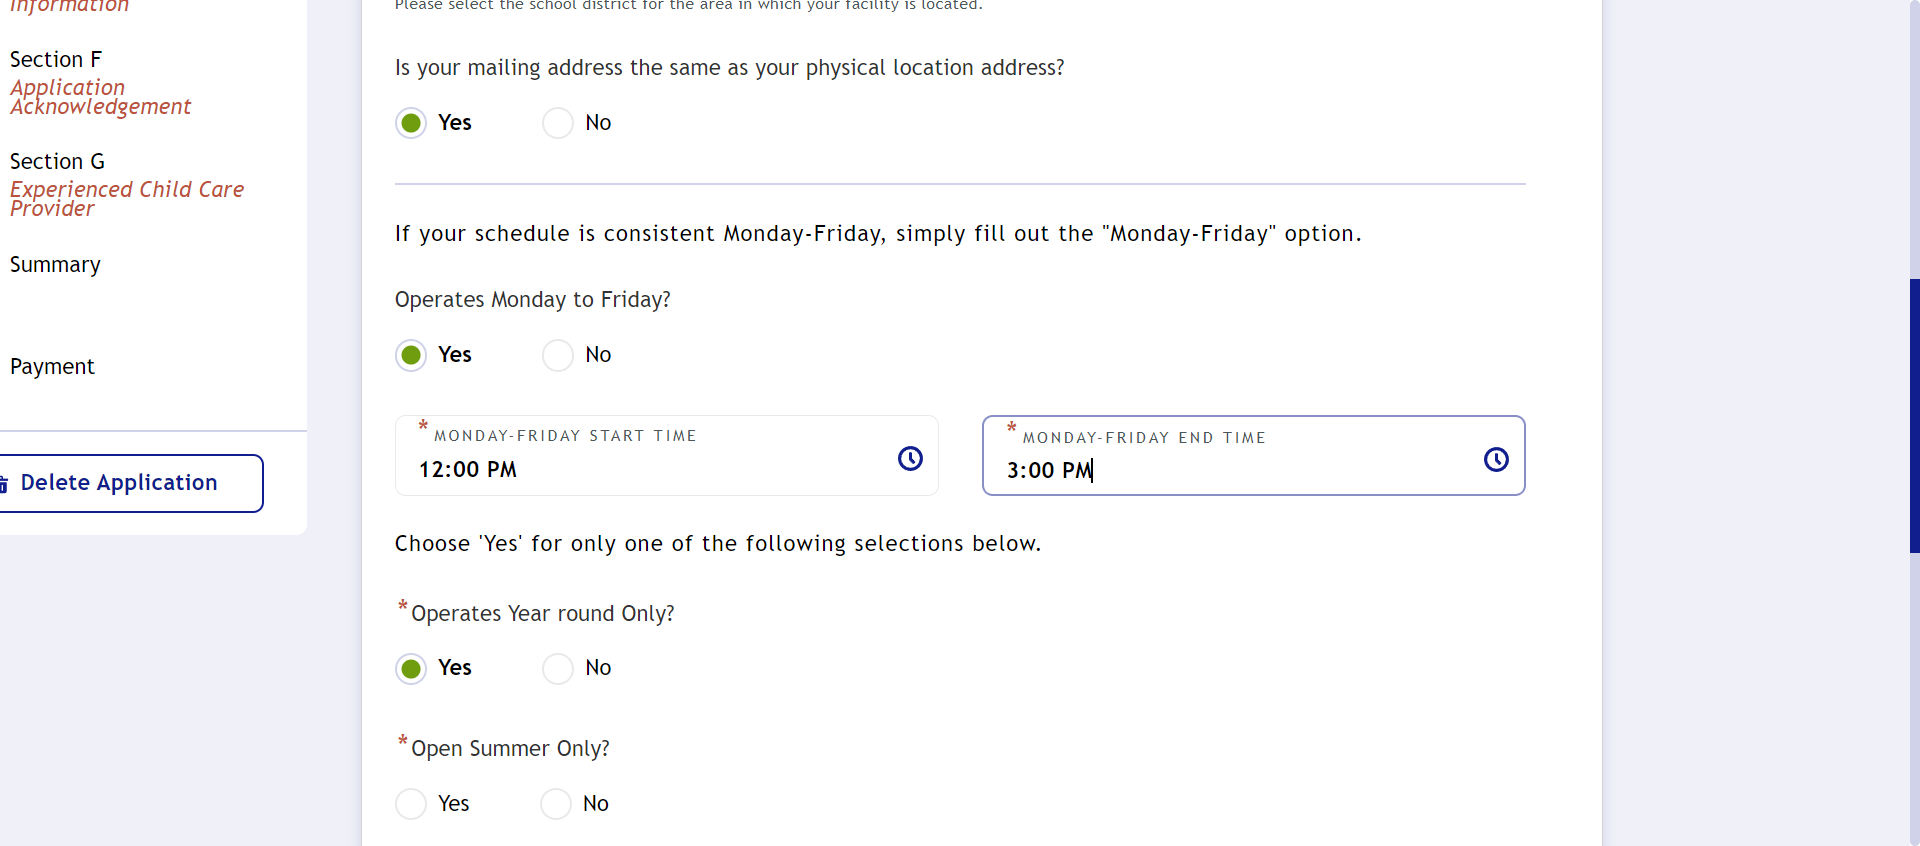 Information
Section F
Application
Acknowledgement
Section G
Experienced Child Care
Provider
Summary
Payment
Delete Application
Please select the school district for the area in which your facility is located.
Is your mailing address the same as your physical location address?
Yes No
If your schedule is consistent Monday-Friday, simply fill out the "Monday-Friday" option.
Operates Monday to Friday?
Yes No
* MONDAY-FRIDAY START TIME
12:00 PM
* MONDAY-FRIDAY END TIME
3:00 PM
Choose 'Yes' for only one of the following selections below.
* Operates Year round Only?
Yes No
* Open Summer Only?
Yes No